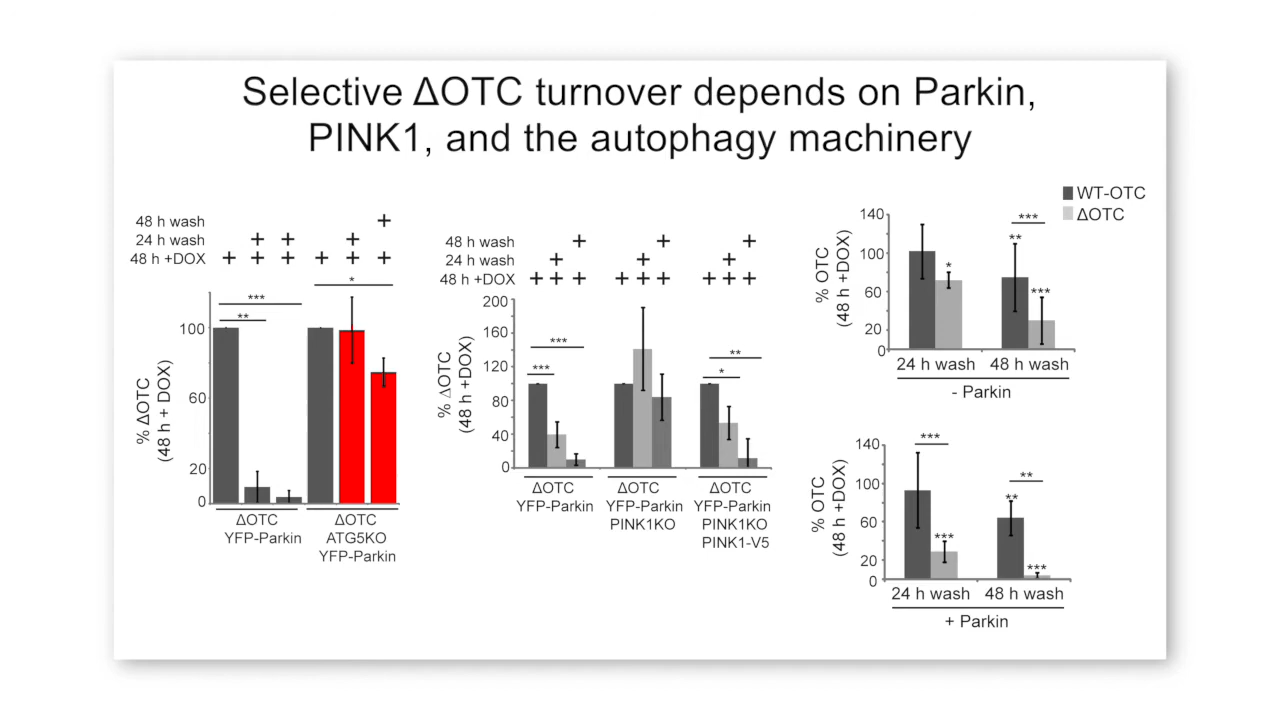 Selective ΔOTC turnover depends on Parkin,
PINK1, and the autophagy machinery
48 h wash +
24 h wash + + +
48 h +DOX + + + + + +
% ΔOTC
(48 h + DOX)
100
60
20
0
***
**
*
ΔOTC
YFP-Parkin
ΔOTC
ATG5KO
YFP-Parkin
48 h wash + + +
24 h wash + + +
48 h +DOX + + + + + + + + +
% ΔOTC
(48 h +DOX)
200
160
120
80
40
0
***
***
**
*
ΔOTC
YFP-Parkin
ΔOTC
YFP-Parkin
PINK1KO
ΔOTC
YFP-Parkin
PINK1KO
PINK1-V5
WT-OTC
ΔOTC
% OTC
(48 h +DOX)
140
100
60
20
0
*
***
**
***
24 h wash 48 h wash
- Parkin
% OTC
(48 h +DOX)
140
100
60
20
0
***
***
**
**
***
24 h wash 48 h wash
+ Parkin